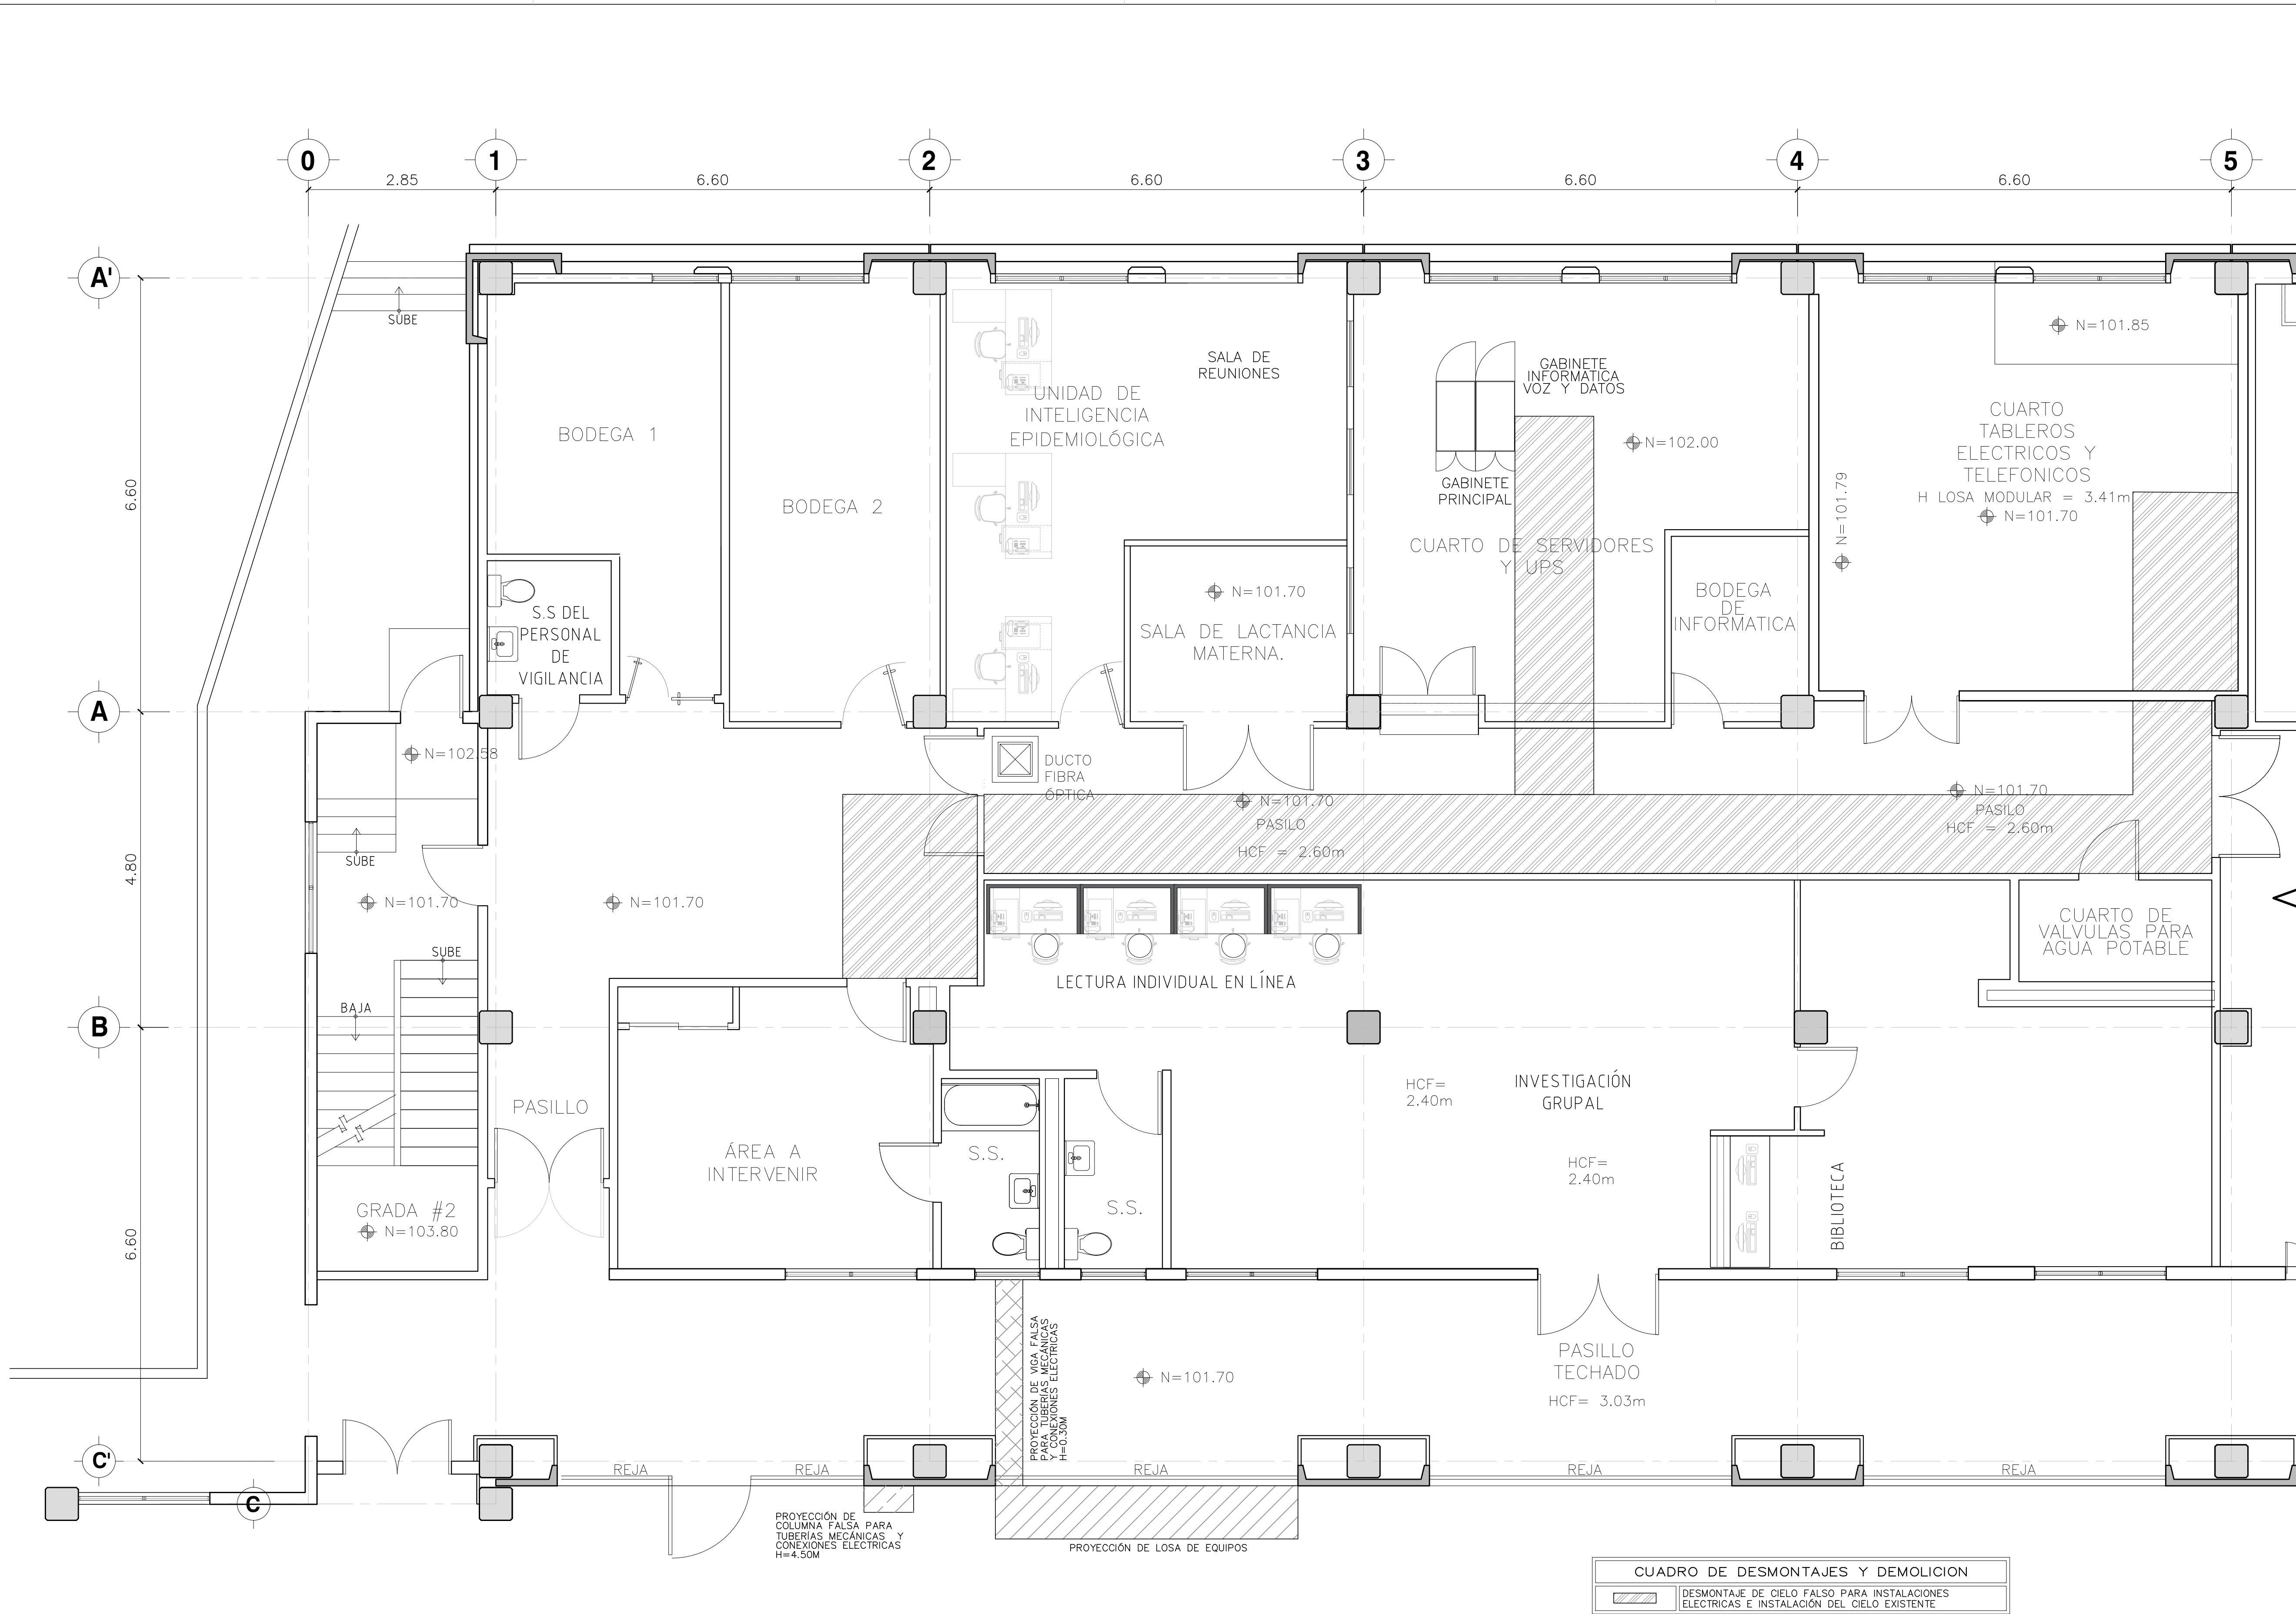 0
1
2
3
4
5
2.85
6.60
6.60
6.60
6.60
A'
SUBE
N=101.85
SALA DE
REUNIONES
GABINETE
INFORMATICA
VOZ Y DATOS
UNIDAD DE
INTELIGENCIA
EPIDEMIOLÓGICA
BODEGA 1
N=102.00
CUARTO
TABLEROS
ELECTRICOS Y
TELEFONICOS
H LOSA MODULAR = 3.41m
N=101.70
6.60
BODEGA 2
GABINETE
PRINCIPAL
N=101.79
CUARTO DE SERVIDORES
Y UPS
N=101.70
BODEGA
DE
INFORMATICA
S.S DEL
PERSONAL
DE
VIGILANCIA
SALA DE LACTANCIA
MATERNA.
A
N=102.58
DUCTO
FIBRA
ÓPTICA
N=101.70
PASILO
HCF = 2.60m
N=101.70
PASILO
HCF = 2.60m
4.80
SUBE
N=101.70
N=101.70
CUARTO DE
VALVULAS PARA
AGUA POTABLE
SUBE
LECTURA INDIVIDUAL EN LÍNEA
BAJA
B
HCF=
2.40m
INVESTIGACIÓN
GRUPAL
PASILLO
ÁREA A
INTERVENIR
S.S.
HCF=
2.40m
BIBLIOTECA
GRADA #2
N=103.80
S.S.
6.60
PROYECCIÓN DE VIGA FALSA
PARA TUBERÍAS MECÁNICAS
Y CONEXIONES ELECTRICAS
H=0.30M
N=101.70
PASILLO
TECHADO
HCF= 3.03m
C'
REJA
REJA
REJA
REJA
REJA
C
PROYECCIÓN DE
COLUMNA FALSA PARA
TUBERÍAS MECÁNICAS Y
CONEXIONES ELECTRICAS
H=4.50M
PROYECCIÓN DE LOSA DE EQUIPOS
CUADRO DE DESMONTAJES Y DEMOLICION
DESMONTAJE DE CIELO FALSO PARA INSTALACIONES
ELECTRICAS E INSTALACIÓN DEL CIELO EXISTENTE